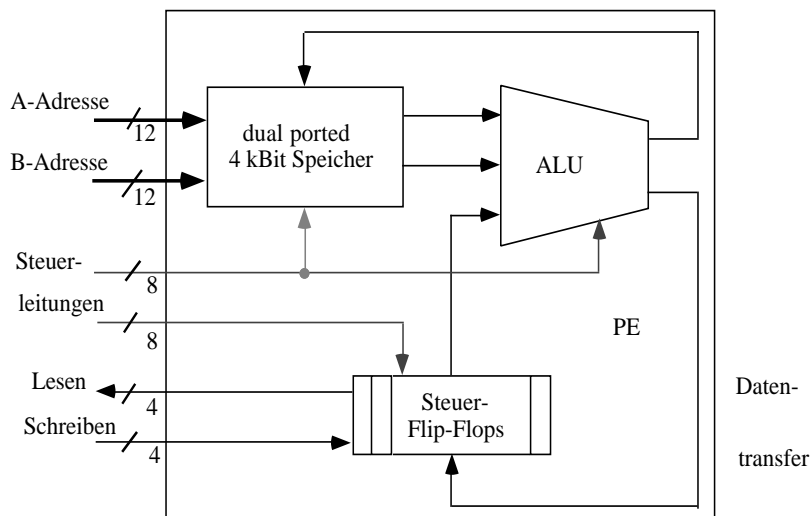 A-Adresse
12
B-Adresse
12
dual ported
4 kBit Speicher
ALU
Steuer-
8
leitungen
8
PE
Lesen
4
Schreiben
4
Steuer-
Flip-Flops
Daten-
transfer